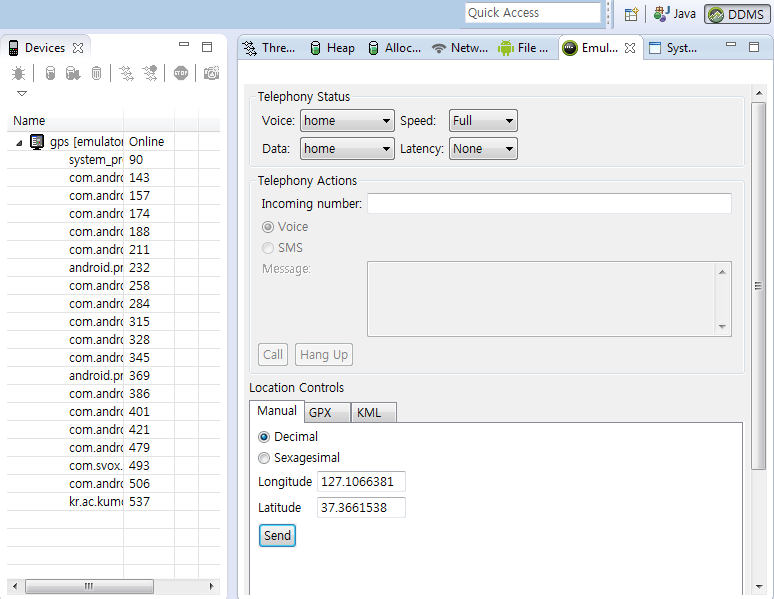 Quick Access
Java
DDMS
Devices
Name
gps [emulator Online
system_pro 90
com.andro 143
com.andro 157
com.andro 174
com.andro 188
com.andro 211
android.pr 232
com.andro 258
com.andro 284
com.andro 315
com.andro 328
com.andro 345
android.pr 369
com.andro 386
com.andro 401
com.andro 421
com.andro 479
com.svox. 493
com.andro 506
kr.ac.kumo 537
Thre... Heap Alloc... Netw... File ... Emul... Syst...
Telephony Status
Voice: home Speed: Full
Data: home Latency: None
Telephony Actions
Incoming number:
Voice
SMS
Message:
Call Hang Up
Location Controls
Manual GPX KML
Decimal
Sexagesimal
Longitude 127.1066381
Latitude 37.3661538
Send